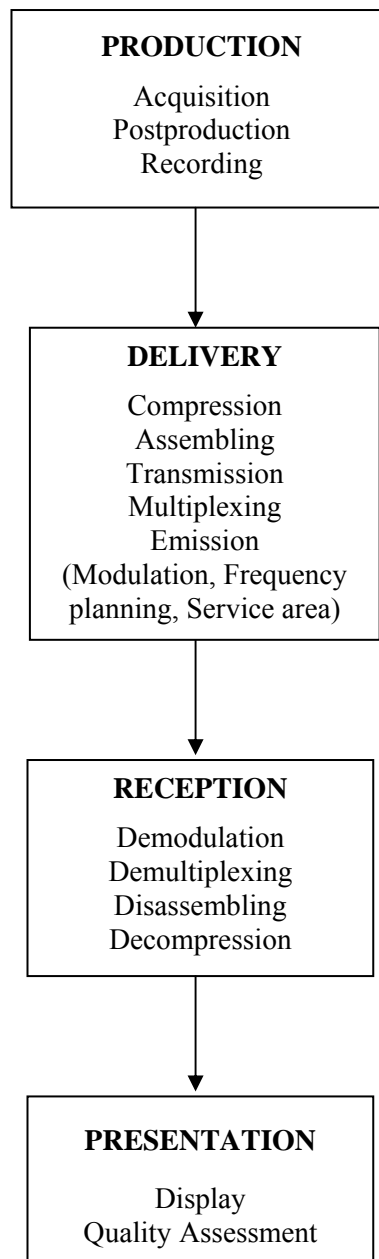 PRODUCTION
Acquisition
Postproduction
Recording
DELIVERY
Compression
Assembling
Transmission
Multiplexing
Emission
(Modulation, Frequency
planning, Service area)
RECEPTION
Demodulation
Demultiplexing
Disassembling
Decompression
PRESENTATION
Display
Quality Assessment